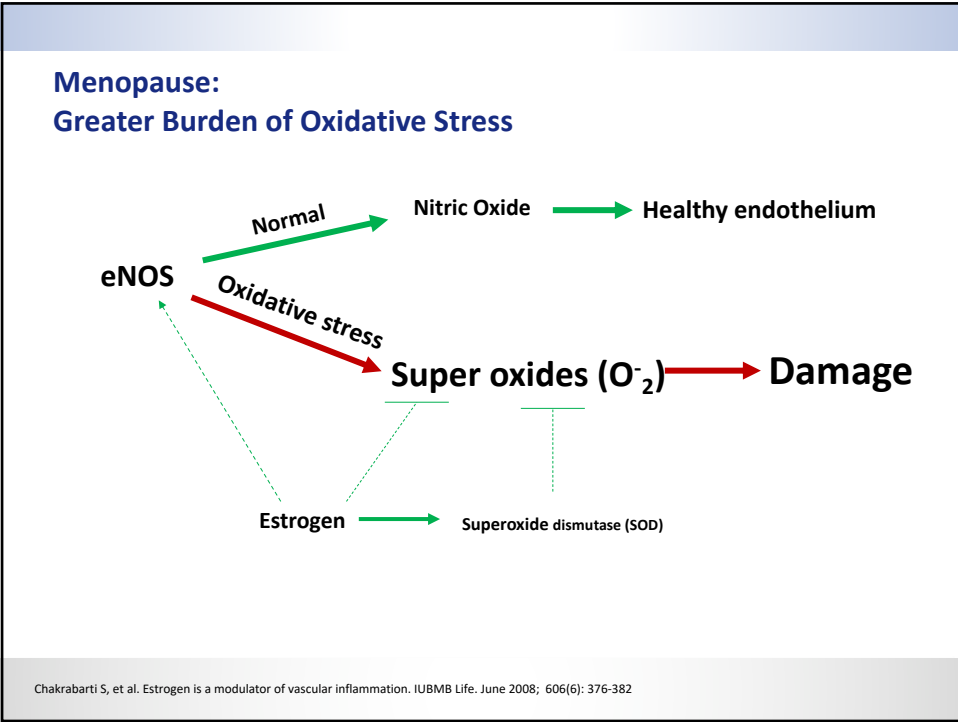 Menopause:
Greater Burden of Oxidative Stress
Normal
Nitric Oxide
Healthy endothelium
eNOS
Oxidative stress
Super oxides (O⁻₂)
Damage
Estrogen
Superoxide dismutase (SOD)
Chakrabarti S, et al. Estrogen is a modulator of vascular inflammation. IUBMB Life. June 2008; 606(6): 376-382